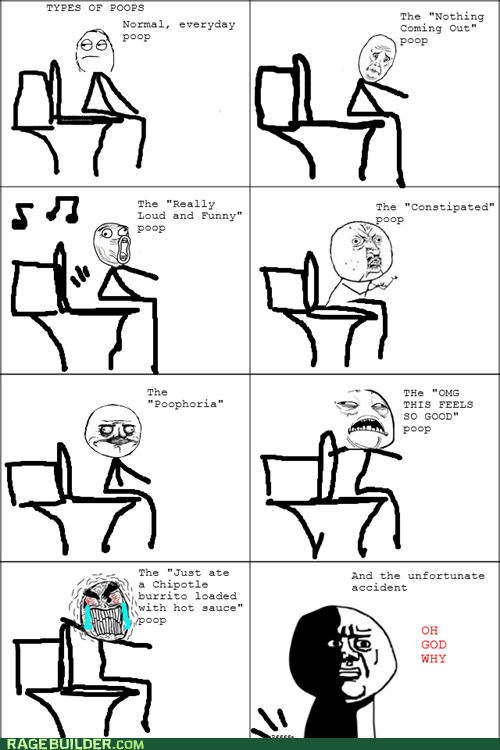 TYPES OF POOPS
Normal, everyday
poop
The "Nothing
Coming Out"
poop
The "Really
Loud and Funny"
poop
The "Constipated"
poop
The
"Poophoria"
THe "OMG
THIS FEELS
SO GOOD"
poop
The "Just ate
a Chipotle
burrito loaded
with hot sauce"
poop
And the unfortunate
accident
OH
GOD
WHY
RAGEBUILDER.COM